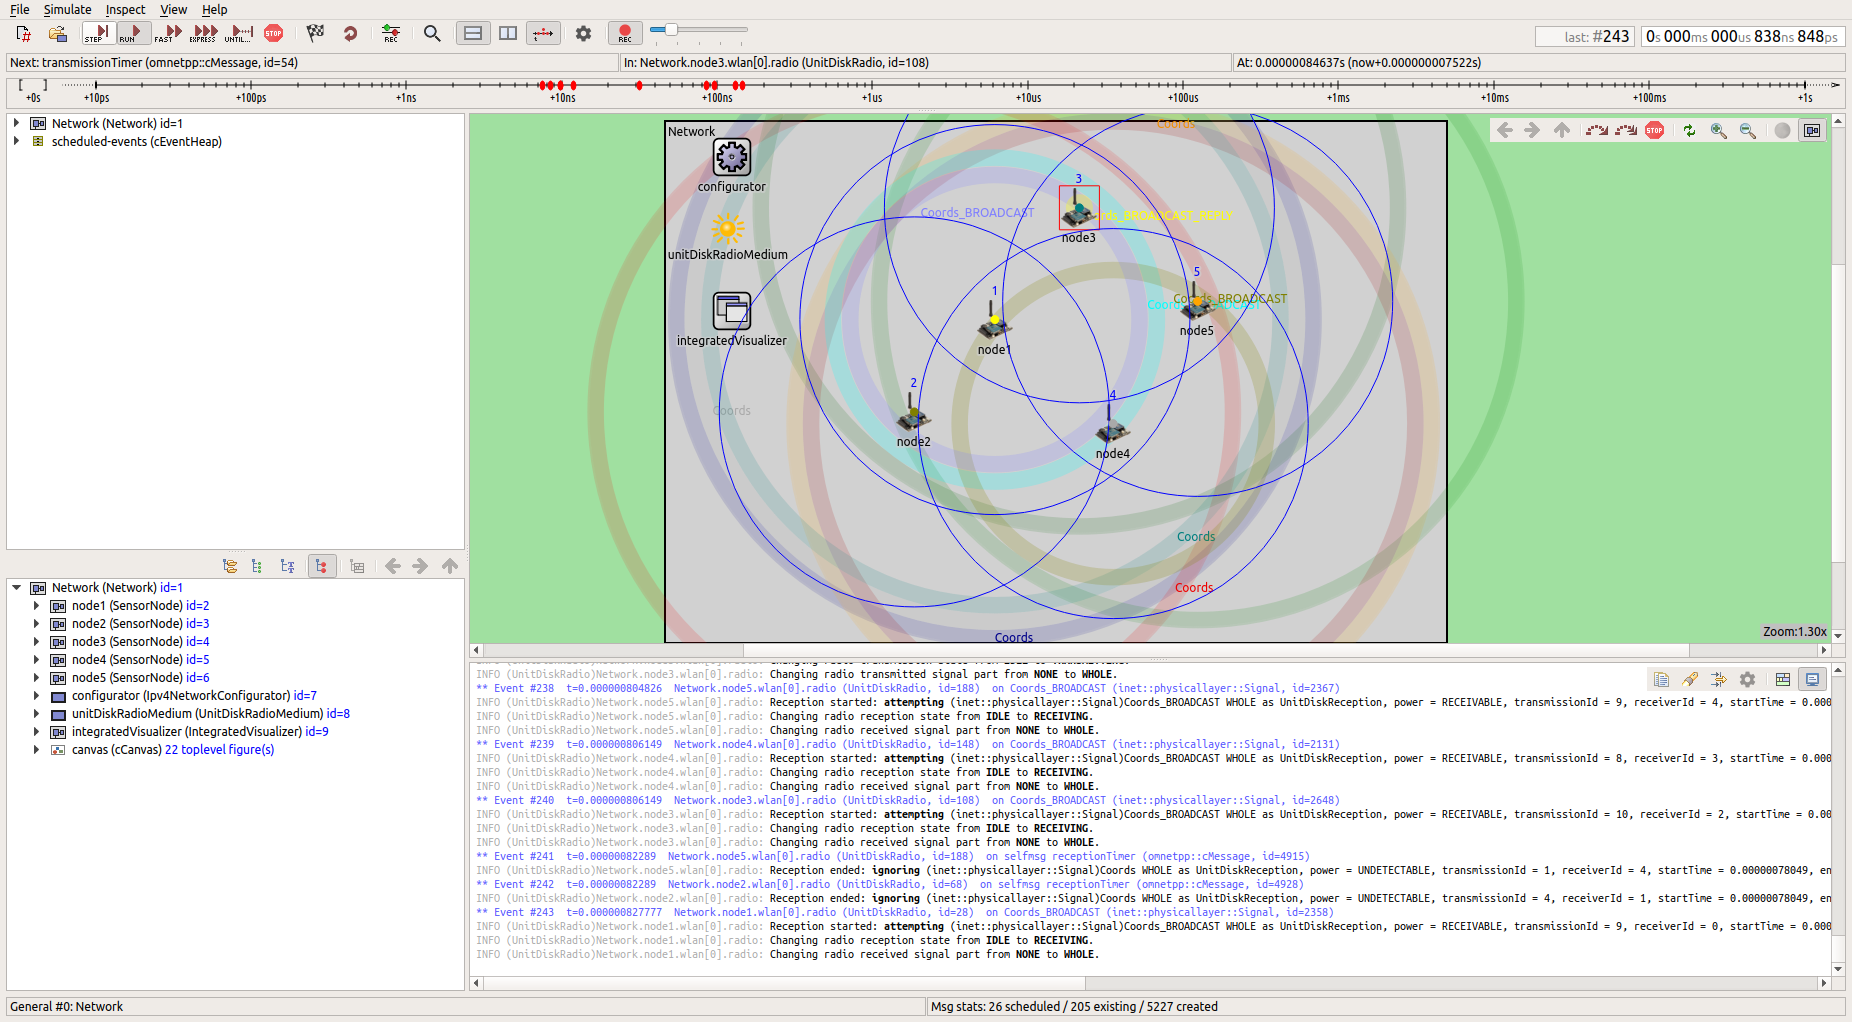 File Simulate Inspect View Help
STEP RUN FAST EXPRESS UNTIL... STOP REC REC
last: #243 0s 000ms 000us 838ns 848ps
Next: transmissionTimer (omnetpp::cMessage, id=54) In: Network.node3.wlan[0].radio (UnitDiskRadio, id=108) At: 0.00000084637s (now+0.000000007522s)
+0s +10ps +100ps +1ns +10ns +100ns +1us +10us +100us +1ms +10ms +100ms +1s
Network (Network) id=1
scheduled-events (cEventHeap)
Network (Network) id=1
node1 (SensorNode) id=2
node2 (SensorNode) id=3
node3 (SensorNode) id=4
node4 (SensorNode) id=5
node5 (SensorNode) id=6
configurator (Ipv4NetworkConfigurator) id=7
unitDiskRadioMedium (UnitDiskRadioMedium) id=8
integratedVisualizer (IntegratedVisualizer) id=9
canvas (cCanvas) 22 toplevel figure(s)
Network
Coords
STOP
configurator
3
Coords_BROADCAST
rds_BROADCAST_REPLY
node3
unitDiskRadioMedium
5
1
Coords_BROADCAST
node5
integratedVisualizer
node1
2
4
Coords
node2
node4
Coords
Coords
Coords
Zoom:1.30x
INFO (UnitDiskRadio)Network.node3.wlan[0].radio: Changing radio transmitted signal part from NONE to WHOLE.
** Event #238 t=0.000000804826 Network.node5.wlan[0].radio (UnitDiskRadio, id=188) on Coords_BROADCAST (inet::physicallayer::Signal, id=2367)
INFO (UnitDiskRadio)Network.node5.wlan[0].radio: Reception started: attempting (inet::physicallayer::Signal)Coords_BROADCAST WHOLE as UnitDiskReception, power = RECEIVABLE, transmissionId = 9, receiverId = 4, startTime = 0.000
INFO (UnitDiskRadio)Network.node5.wlan[0].radio: Changing radio reception state from IDLE to RECEIVING.
INFO (UnitDiskRadio)Network.node5.wlan[0].radio: Changing radio received signal part from NONE to WHOLE.
** Event #239 t=0.000000806149 Network.node4.wlan[0].radio (UnitDiskRadio, id=148) on Coords_BROADCAST (inet::physicallayer::Signal, id=2131)
INFO (UnitDiskRadio)Network.node4.wlan[0].radio: Reception started: attempting (inet::physicallayer::Signal)Coords_BROADCAST WHOLE as UnitDiskReception, power = RECEIVABLE, transmissionId = 8, receiverId = 3, startTime = 0.000
INFO (UnitDiskRadio)Network.node4.wlan[0].radio: Changing radio reception state from IDLE to RECEIVING.
INFO (UnitDiskRadio)Network.node4.wlan[0].radio: Changing radio received signal part from NONE to WHOLE.
** Event #240 t=0.000000806149 Network.node3.wlan[0].radio (UnitDiskRadio, id=108) on Coords_BROADCAST (inet::physicallayer::Signal, id=2648)
INFO (UnitDiskRadio)Network.node3.wlan[0].radio: Reception started: attempting (inet::physicallayer::Signal)Coords_BROADCAST WHOLE as UnitDiskReception, power = RECEIVABLE, transmissionId = 10, receiverId = 2, startTime = 0.00
INFO (UnitDiskRadio)Network.node3.wlan[0].radio: Changing radio reception state from IDLE to RECEIVING.
INFO (UnitDiskRadio)Network.node3.wlan[0].radio: Changing radio received signal part from NONE to WHOLE.
** Event #241 t=0.00000082289 Network.node5.wlan[0].radio (UnitDiskRadio, id=188) on selfmsg receptionTimer (omnetpp::cMessage, id=4915)
INFO (UnitDiskRadio)Network.node5.wlan[0].radio: Reception ended: ignoring (inet::physicallayer::Signal)Coords WHOLE as UnitDiskReception, power = UNDETECTABLE, transmissionId = 1, receiverId = 4, startTime = 0.00000078049, en
** Event #242 t=0.00000082289 Network.node2.wlan[0].radio (UnitDiskRadio, id=68) on selfmsg receptionTimer (omnetpp::cMessage, id=4928)
INFO (UnitDiskRadio)Network.node2.wlan[0].radio: Reception ended: ignoring (inet::physicallayer::Signal)Coords WHOLE as UnitDiskReception, power = UNDETECTABLE, transmissionId = 4, receiverId = 1, startTime = 0.00000078049, en
** Event #243 t=0.000000827777 Network.node1.wlan[0].radio (UnitDiskRadio, id=28) on Coords_BROADCAST (inet::physicallayer::Signal, id=2358)
INFO (UnitDiskRadio)Network.node1.wlan[0].radio: Reception started: attempting (inet::physicallayer::Signal)Coords_BROADCAST WHOLE as UnitDiskReception, power = RECEIVABLE, transmissionId = 9, receiverId = 0, startTime = 0.000
INFO (UnitDiskRadio)Network.node1.wlan[0].radio: Changing radio reception state from IDLE to RECEIVING.
INFO (UnitDiskRadio)Network.node1.wlan[0].radio: Changing radio received signal part from NONE to WHOLE.
General #0: Network Msg stats: 26 scheduled / 205 existing / 5227 created